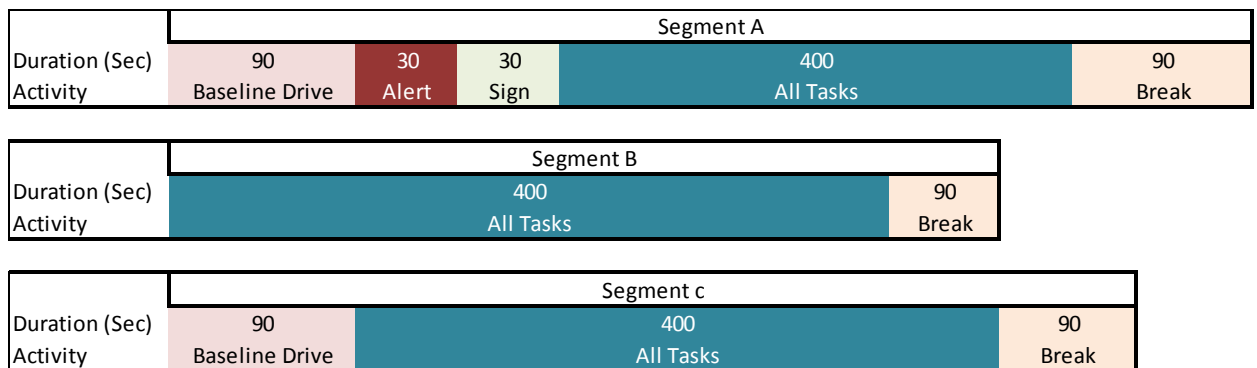 Segment A
Duration (Sec) 90 30 30 400 90
Activity Baseline Drive Alert Sign All Tasks Break
Segment B
Duration (Sec) 400 90
Activity All Tasks Break
Segment c
Duration (Sec) 90 400 90
Activity Baseline Drive All Tasks Break